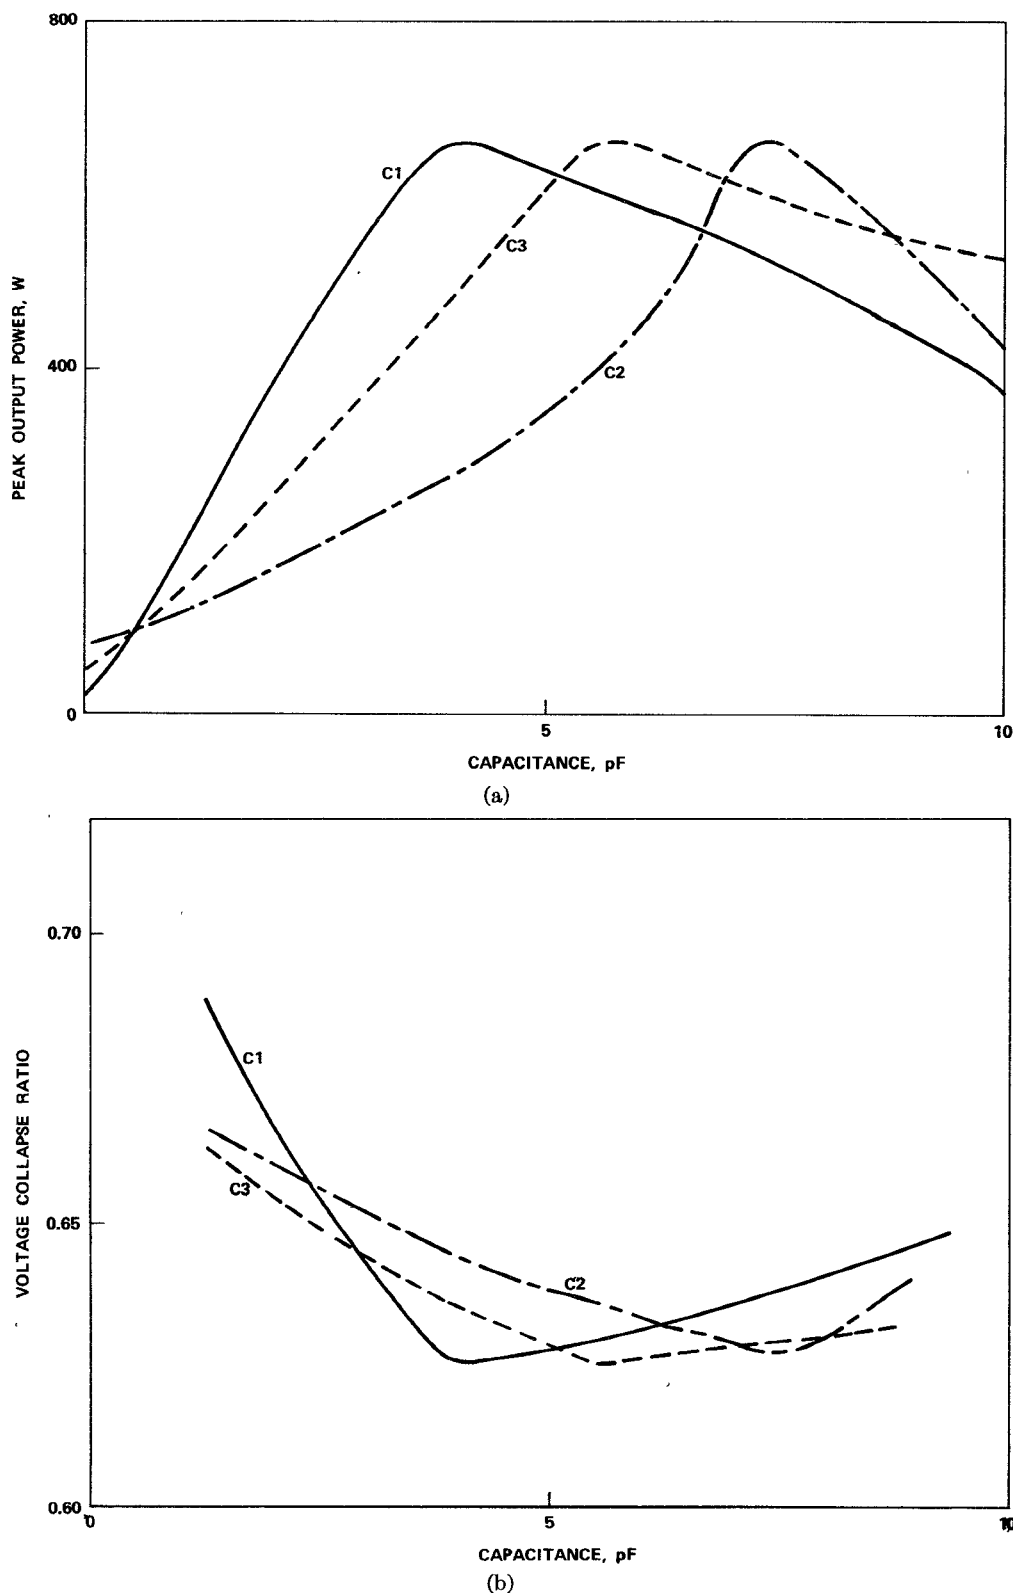 800
C1
C3
PEAK OUTPUT POWER, W
400
C2
0
5
10
CAPACITANCE, pF
(a)
0.70
C1
VOLTAGE COLLAPSE RATIO
C3
0.65
C2
0.60
0
5
10
CAPACITANCE, pF
(b)